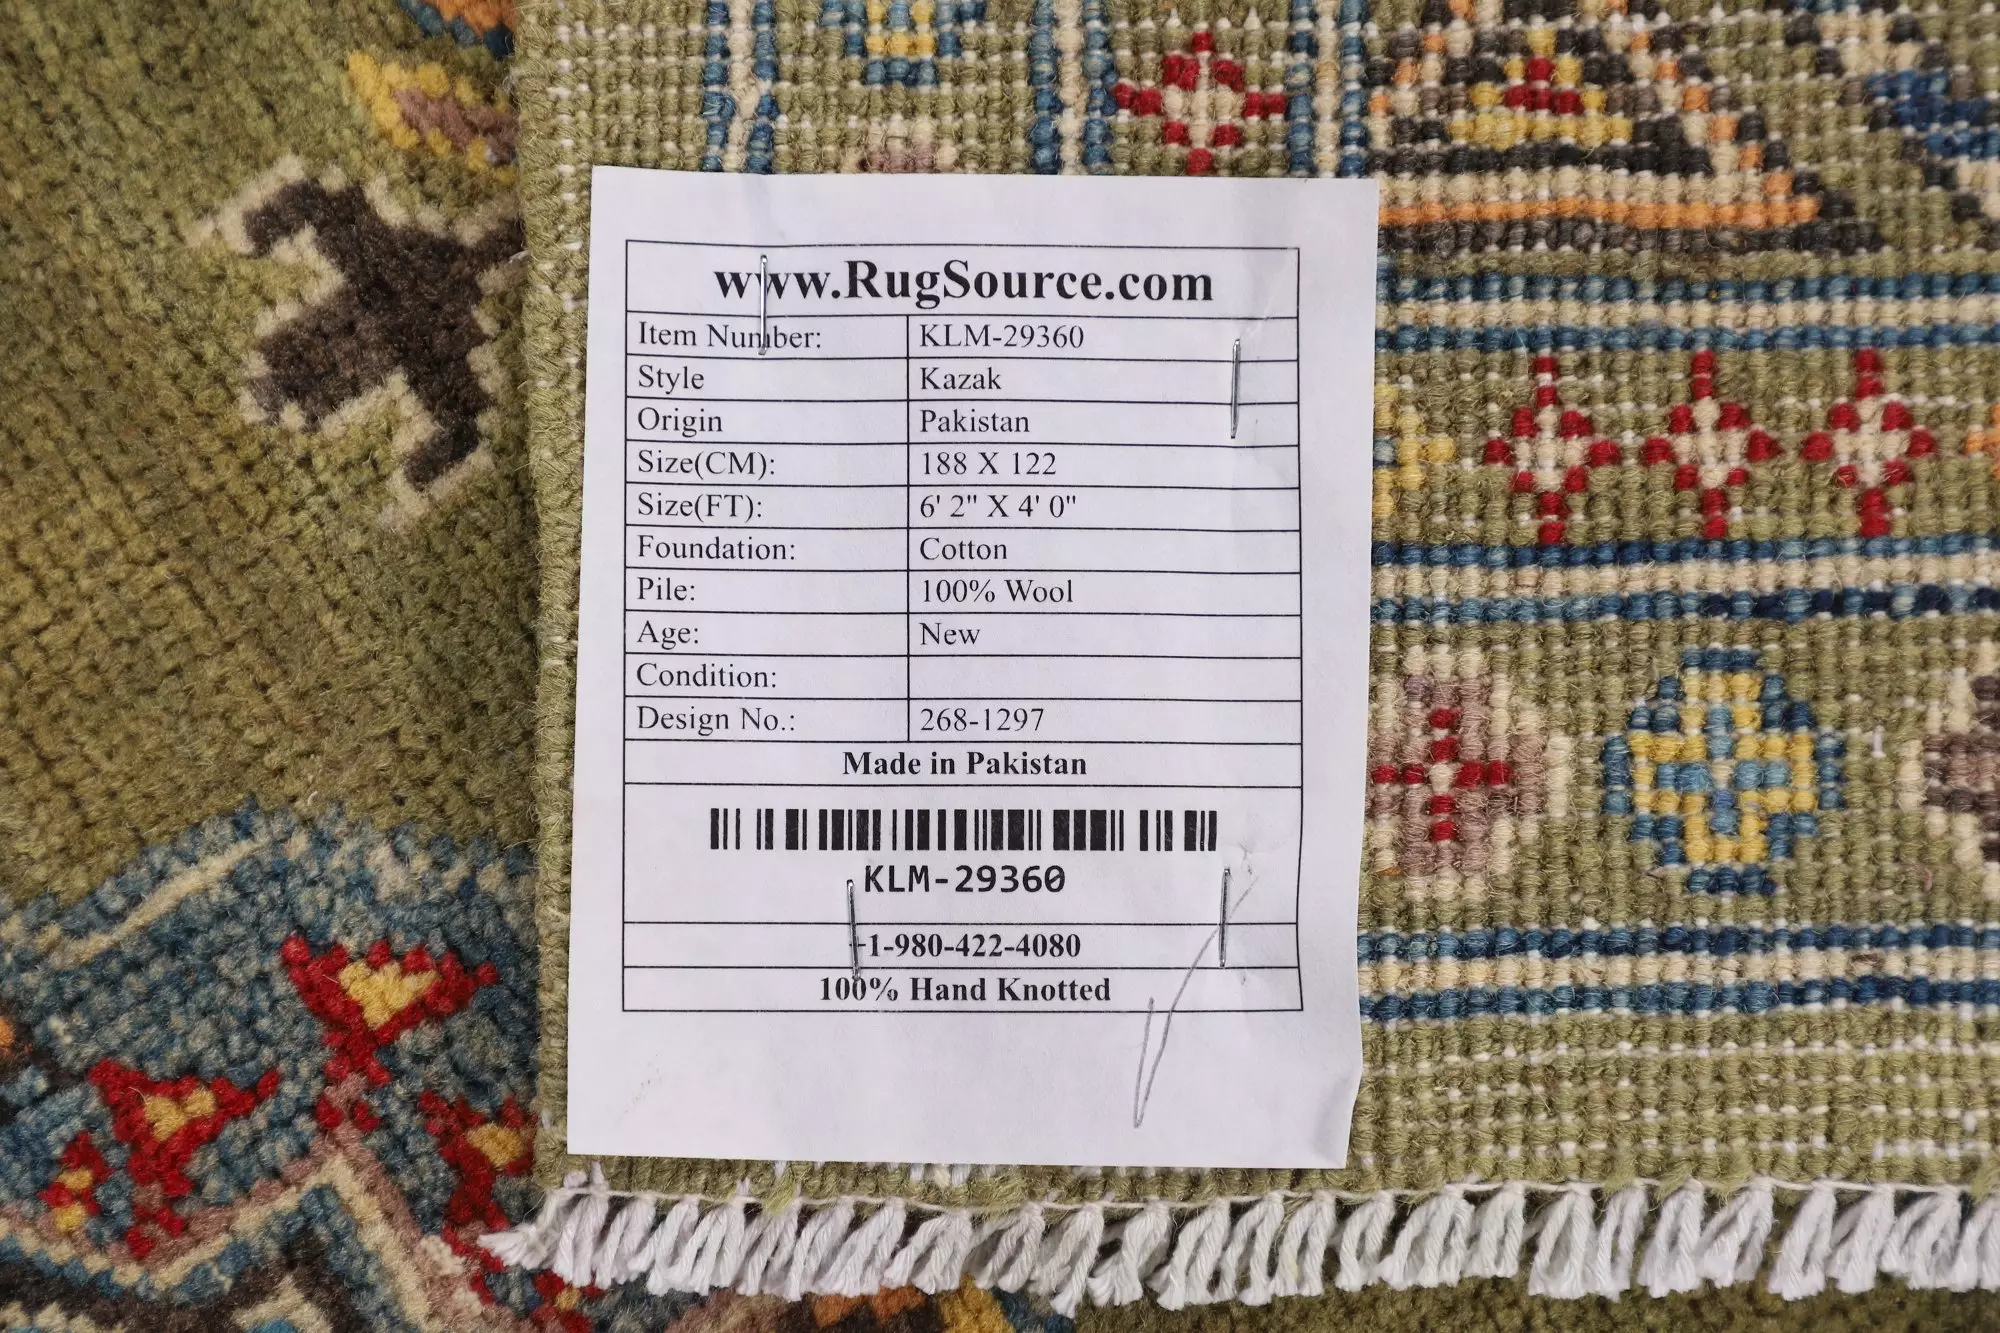 www.RugSource.com
Item Number: KLM-29360
Style Kazak
Origin Pakistan
Size(CM): 188 X 122
Size(FT): 6' 2" X 4' 0"
Foundation: Cotton
Pile: 100% Wool
Age: New
Condition:
Design No.: 268-1297
Made in Pakistan
KLM-29360
+1-980-422-4080
100% Hand Knotted